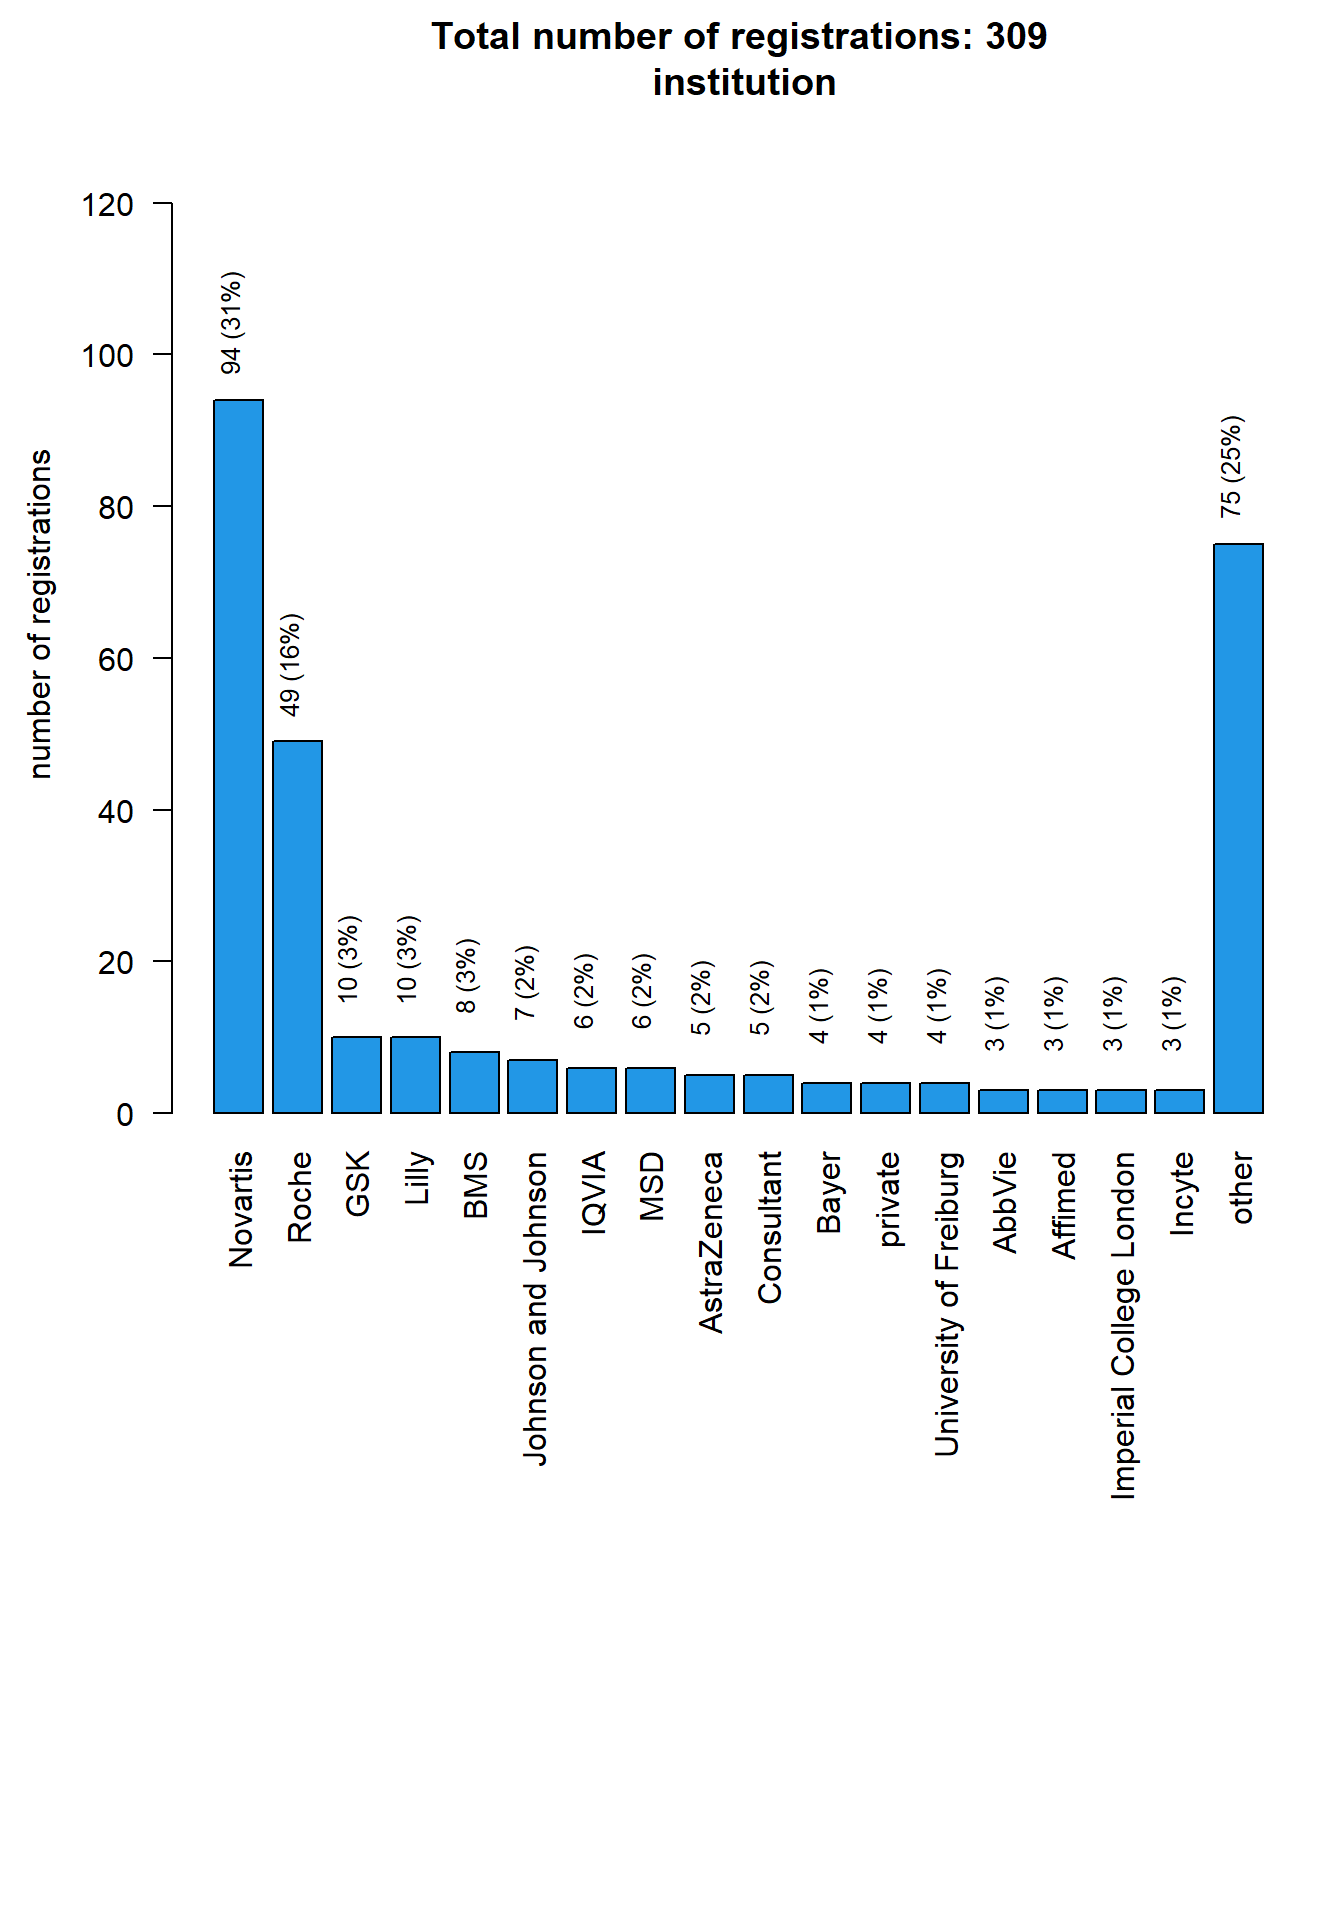 Total number of registrations: 309
institution
number of registrations
120
100
80
60
40
20
0
94 (31%)
49 (16%)
10 (3%)
10 (3%)
8 (3%)
7 (2%)
6 (2%)
6 (2%)
5 (2%)
5 (2%)
4 (1%)
4 (1%)
4 (1%)
3 (1%)
3 (1%)
3 (1%)
3 (1%)
75 (25%)
Novartis
Roche
GSK
Lilly
BMS
Johnson and Johnson
IQVIA
MSD
AstraZeneca
Consultant
Bayer
private
University of Freiburg
AbbVie
Affimed
Imperial College London
Incyte
other